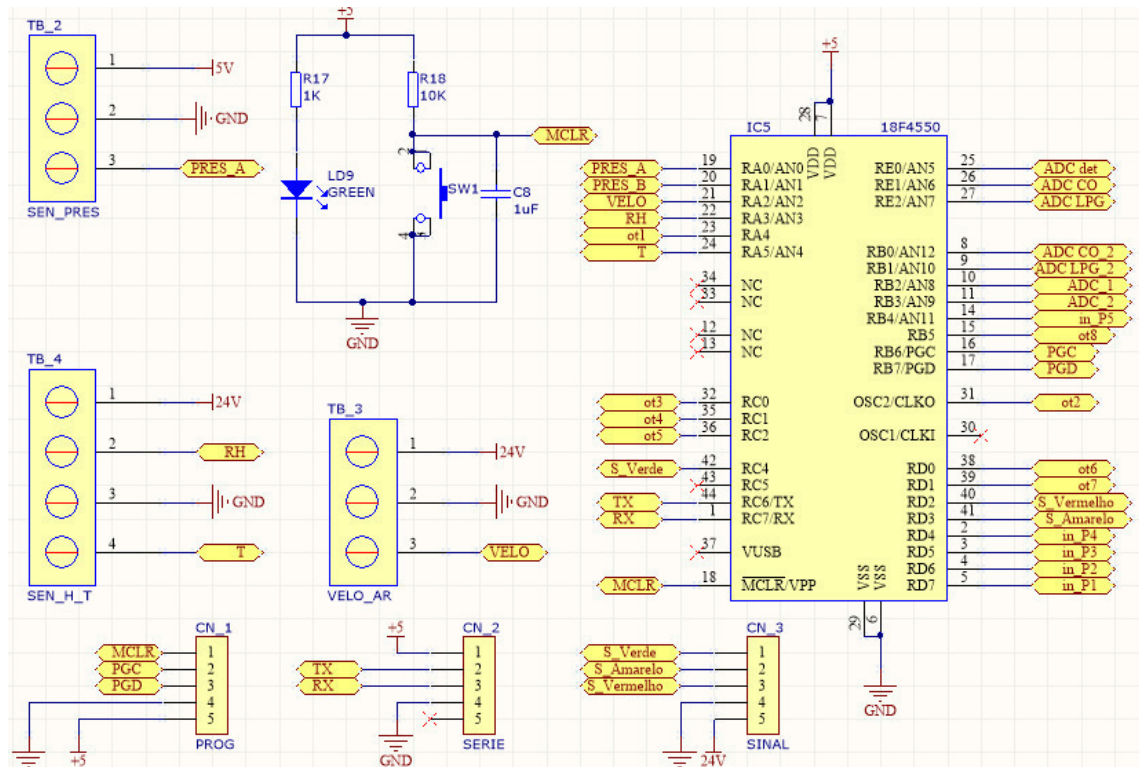 TB_2
1
5V
2
GND
3
PRES_A
SEN_PRES
+5
R17
1K
R18
10K
MCLR
2
LD9
GREEN
SW1
C8
1uF
4
GND
+5
IC5
18F4550
28
7
VDD
VDD
PRES_A 19 RA0/AN0
PRES_B 20 RA1/AN1
VELO 21 RA2/AN2
RH 22 RA3/AN3
ot1 23 RA4
T 24 RA5/AN4
34 NC
33 NC
12 NC
13 NC
ot3 32 RC0
ot4 35 RC1
ot5 36 RC2
S_Verde 42 RC4
43 RC5
TX 44 RC6/TX
RX 1 RC7/RX
37 VUSB
MCLR 18 MCLR/VPP
RE0/AN5 25 ADC det
RE1/AN6 26 ADC CO
RE2/AN7 27 ADC LPG
RB0/AN12 8 ADC CO_2
RB1/AN10 9 ADC LPG_2
RB2/AN8 10 ADC_1
RB3/AN9 11 ADC_2
RB4/AN11 14 in_P5
RB5 15 ot8
RB6/PGC 16 PGC
RB7/PGD 17 PGD
OSC2/CLKO 31 ot2
OSC1/CLKI 30
RD0 38 ot6
RD1 39 ot7
RD2 40 S_Vermelho
RD3 41 S_Amarelo
RD4 2 in_P4
RD5 3 in_P3
RD6 4 in_P2
RD7 5 in_P1
VSS
VSS
29
6
GND
TB_4
1
24V
2
RH
3
GND
4
T
SEN_H_T
TB_3
1
24V
2
GND
3
VELO
VELO_AR
CN_1
MCLR 1
PGC 2
PGD 3
4
5
+5
PROG
CN_2
+5
1
TX 2
RX 3
4
5
GND
SERIE
CN_3
S_Verde 1
S_Amarelo 2
S_Vermelho 3
4
5
24V
SINAL